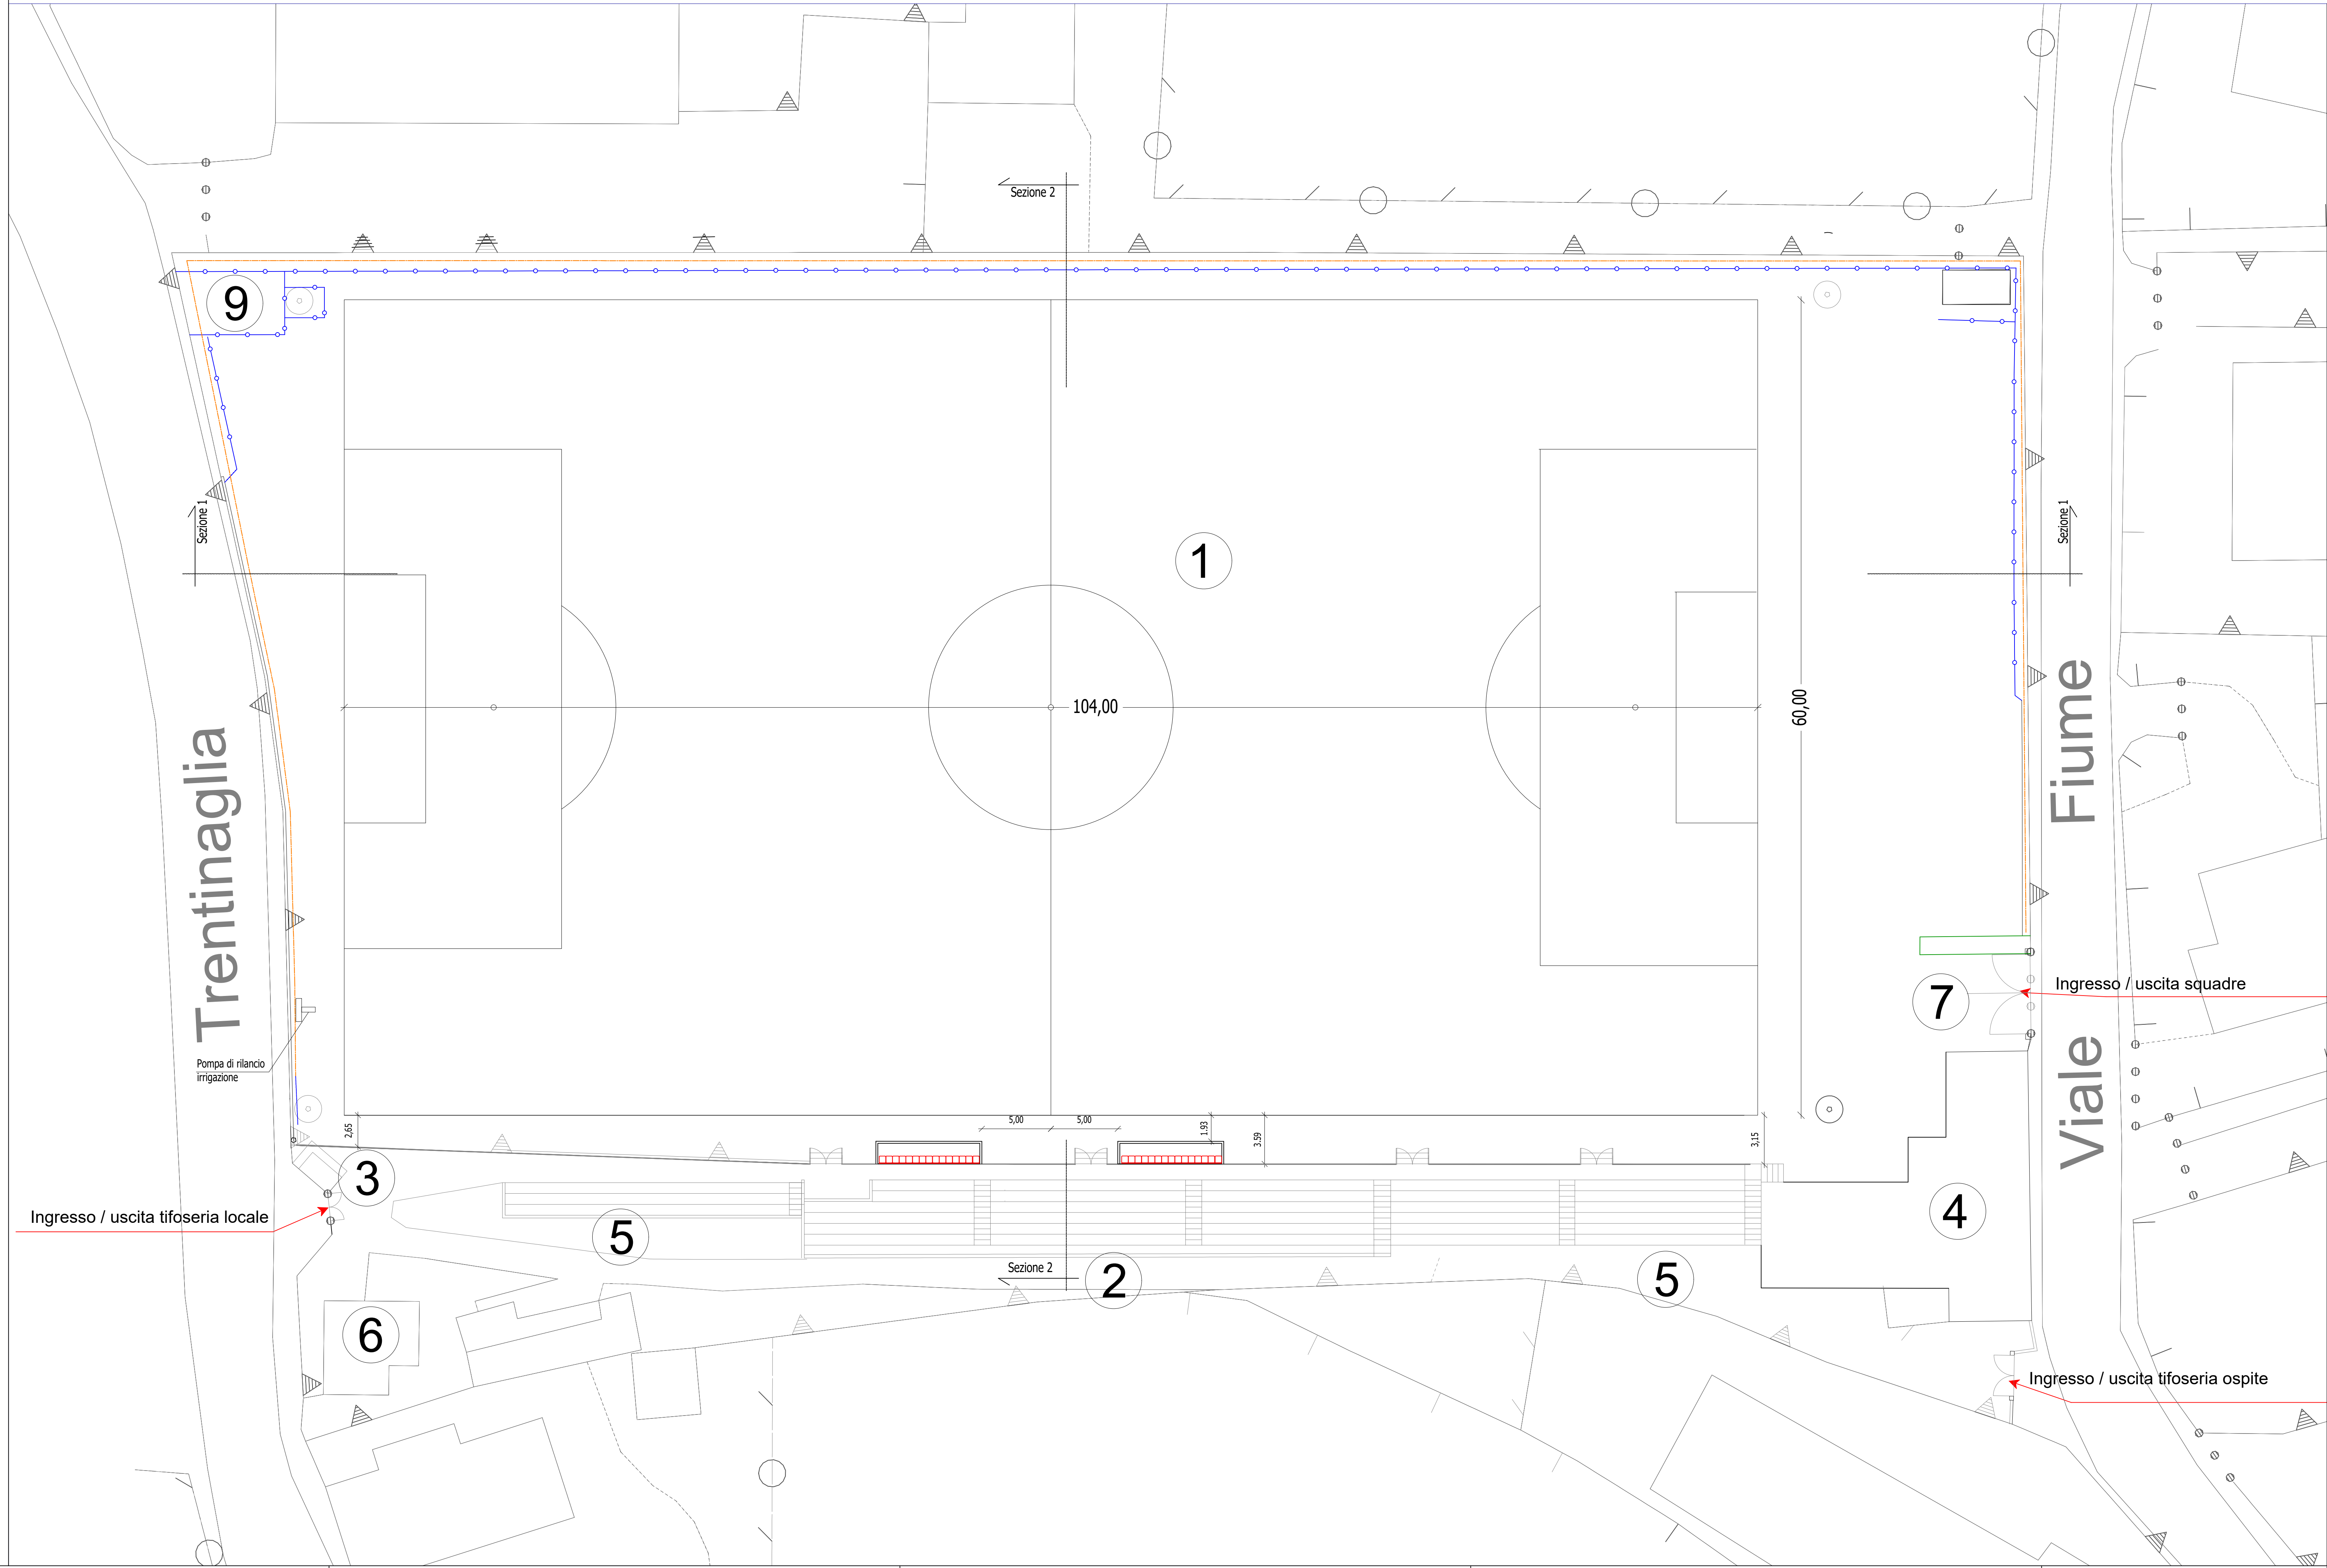 Sezione 2
9
Sezione 1
1
Sezione 1
104,00
60,00
Trentinaglia
Viale Fiume
7
Ingresso / uscita squadre
Pompa di rilancio
irrigazione
2,65
5,00
5,00
1.93
3.59
3,15
3
4
Ingresso / uscita tifoseria locale
5
Sezione 2
2
5
6
Ingresso / uscita tifoseria ospite